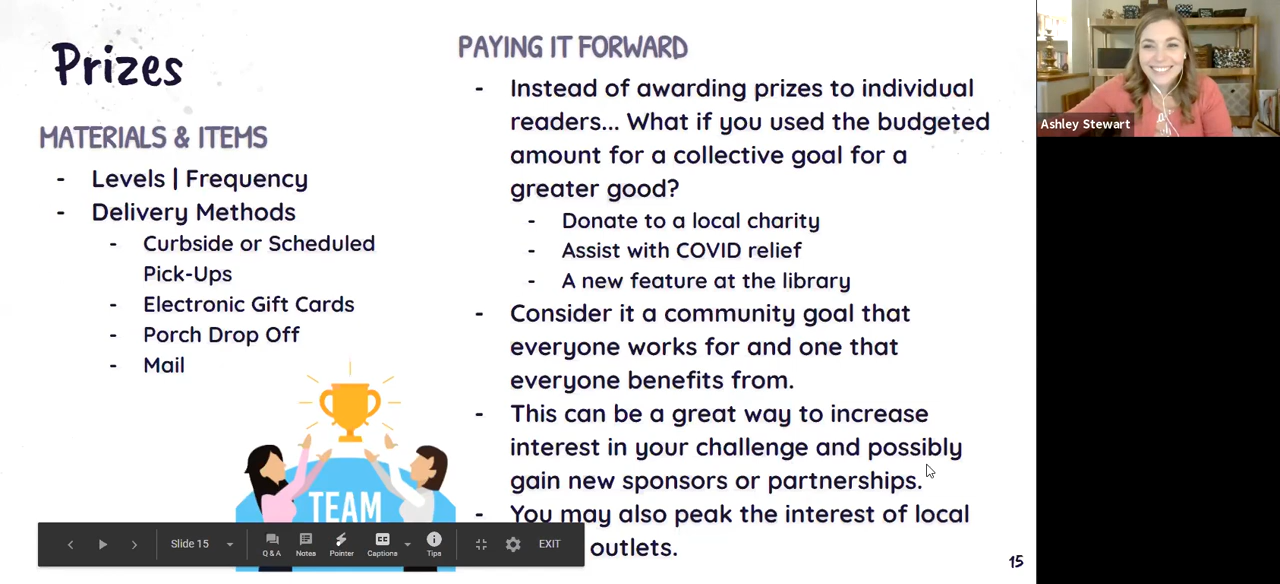 Prizes
MATERIALS & ITEMS
- Levels | Frequency
- Delivery Methods
- Curbside or Scheduled
Pick-Ups
- Electronic Gift Cards
- Porch Drop Off
- Mail
TEAM
PAYING IT FORWARD
- Instead of awarding prizes to individual
readers... What if you used the budgeted
amount for a collective goal for a
greater good?
- Donate to a local charity
- Assist with COVID relief
- A new feature at the library
- Consider it a community goal that
everyone works for and one that
everyone benefits from.
- This can be a great way to increase
interest in your challenge and possibly
gain new sponsors or partnerships.
- You may also peak the interest of local
outlets.
15
Ashley Stewart
Slide 15
Q & A
Notes
Pointer
Captions
CC
Tips
EXIT